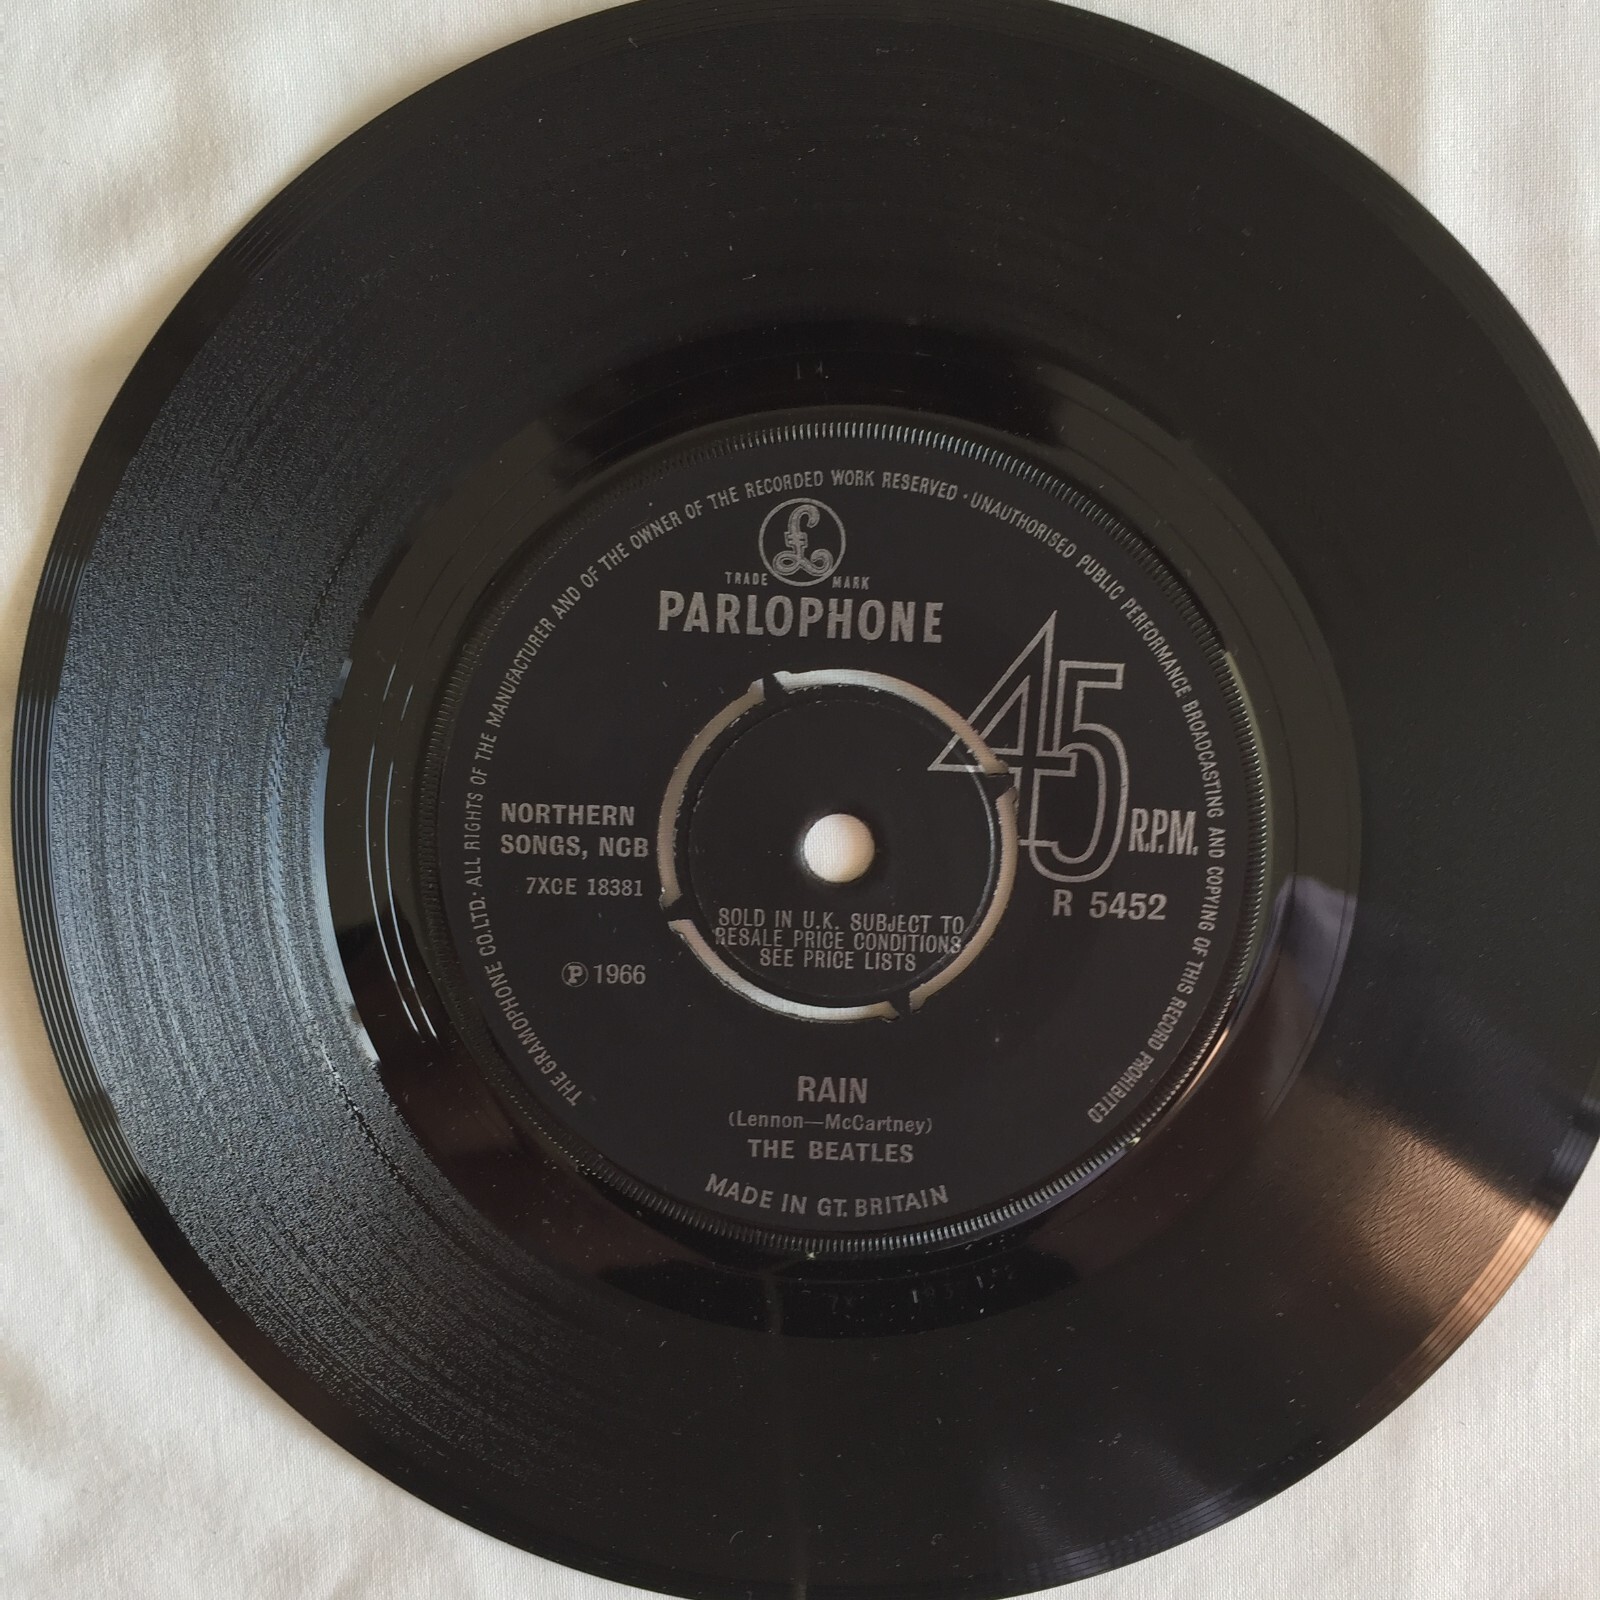 THE GRAMOPHONE CO. LTD. · ALL RIGHTS OF THE MANUFACTURER AND OF THE OWNER OF THE RECORDED WORK RESERVED · UNAUTHORISED PUBLIC PERFORMANCE BROADCASTING AND COPYING OF THIS RECORD PROHIBITED
£
TRADE MARK
PARLOPHONE
45 R.P.M.
NORTHERN
SONGS, NCB
7XCE 18381
R 5452
SOLD IN U.K. SUBJECT TO
RESALE PRICE CONDITIONS
SEE PRICE LISTS
Ⓟ 1966
RAIN
(Lennon—McCartney)
THE BEATLES
MADE IN GT. BRITAIN